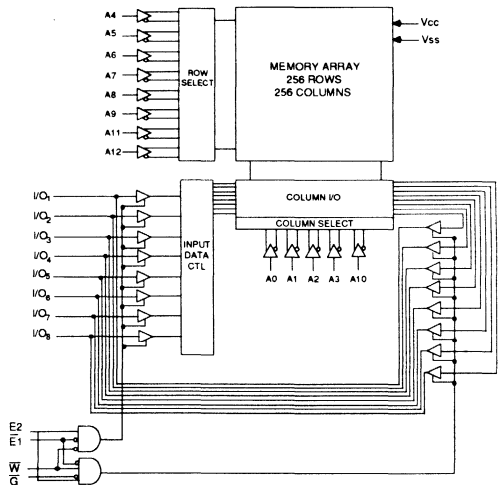 A4
A5
A6
A7
A8
A9
A11
A12
ROW
SELECT
MEMORY ARRAY
256 ROWS
256 COLUMNS
Vcc
Vss
I/O1
I/O2
I/O3
I/O4
I/O5
I/O6
I/O7
I/O8
INPUT
DATA
CTL
COLUMN I/O
COLUMN SELECT
A0 A1 A2 A3 A10
E2
E̅1
W̅
G̅